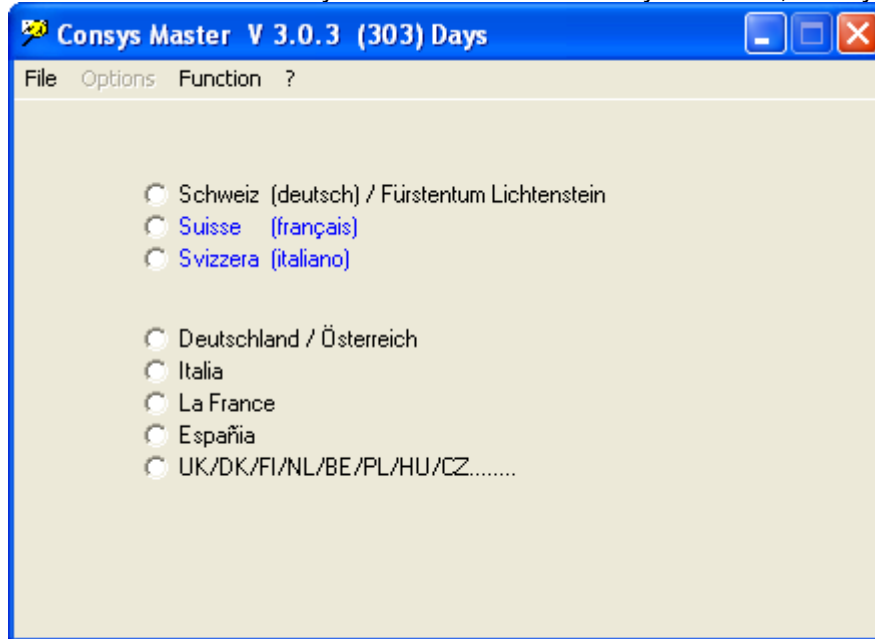 Consys Master V 3.0.3 (303) Days
File Options Function ?
Schweiz (deutsch) / Fürstentum Lichtenstein
Suisse (français)
Svizzera (italiano)
Deutschland / Österreich
Italia
La France
Españia
UK/DK/FI/NL/BE/PL/HU/CZ........